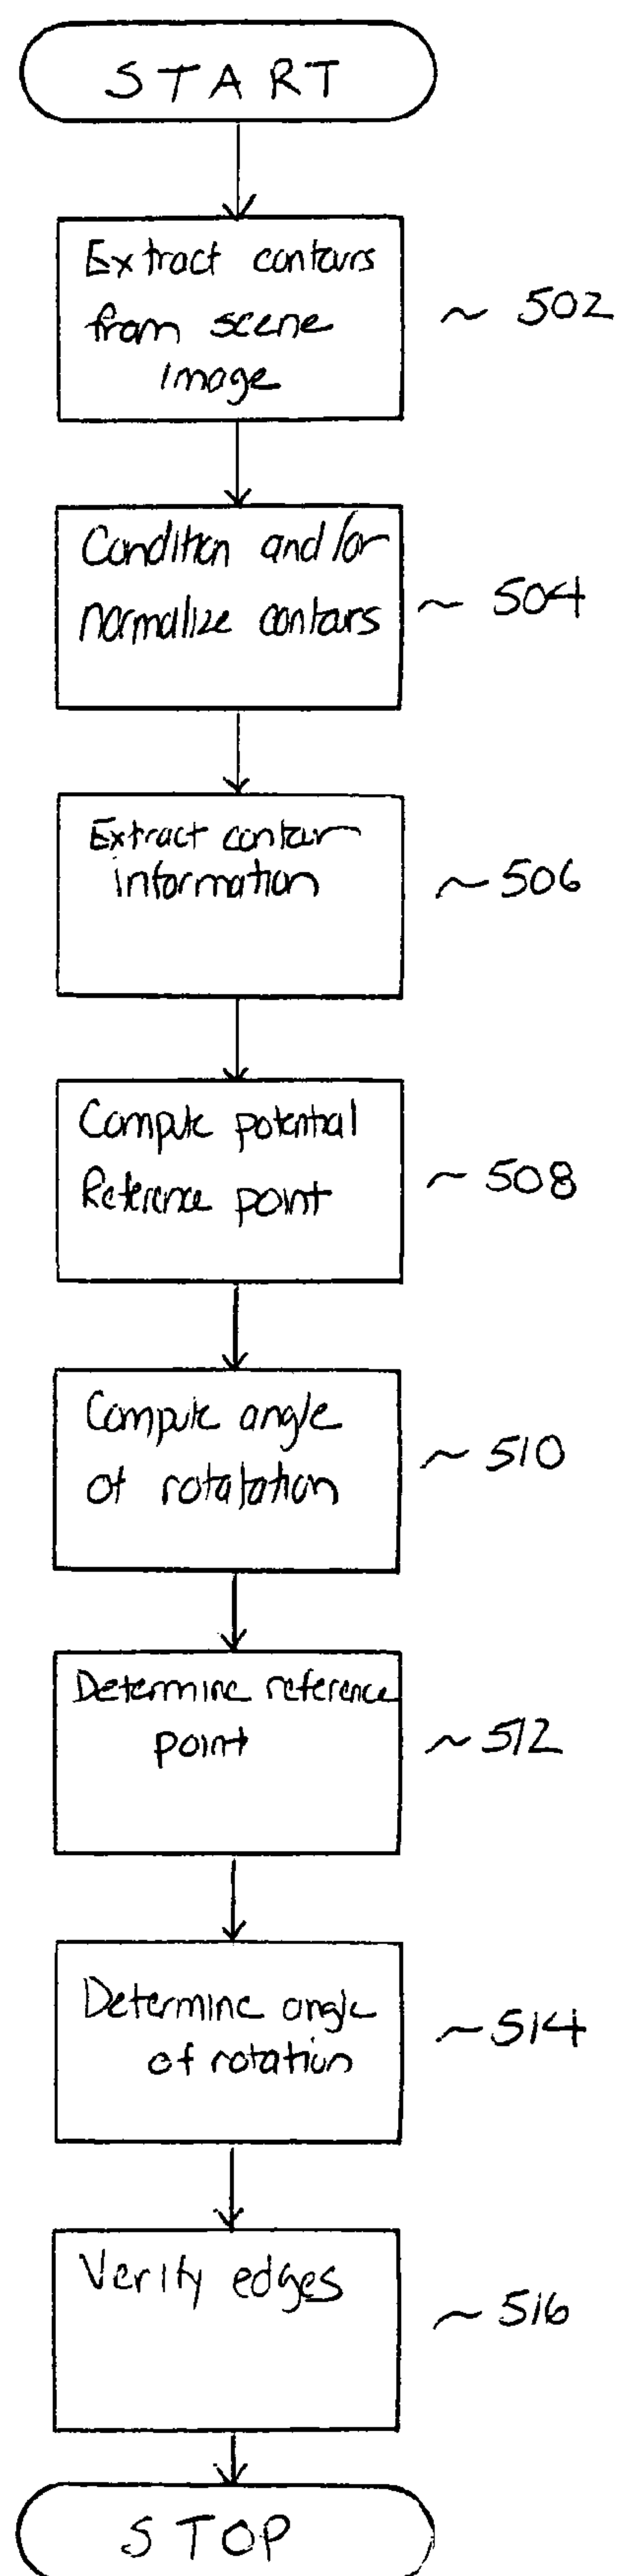 START
Extract contours
from scene
image
~ 502
Condition and/or
normalize contours
~ 504
Extract contour
information
~ 506
Compute potential
Reference point
~ 508
Compute angle
of rotatation
~ 510
Determine reference
point
~ 512
Determine angle
of rotation
~ 514
Verify edges
~ 516
STOP